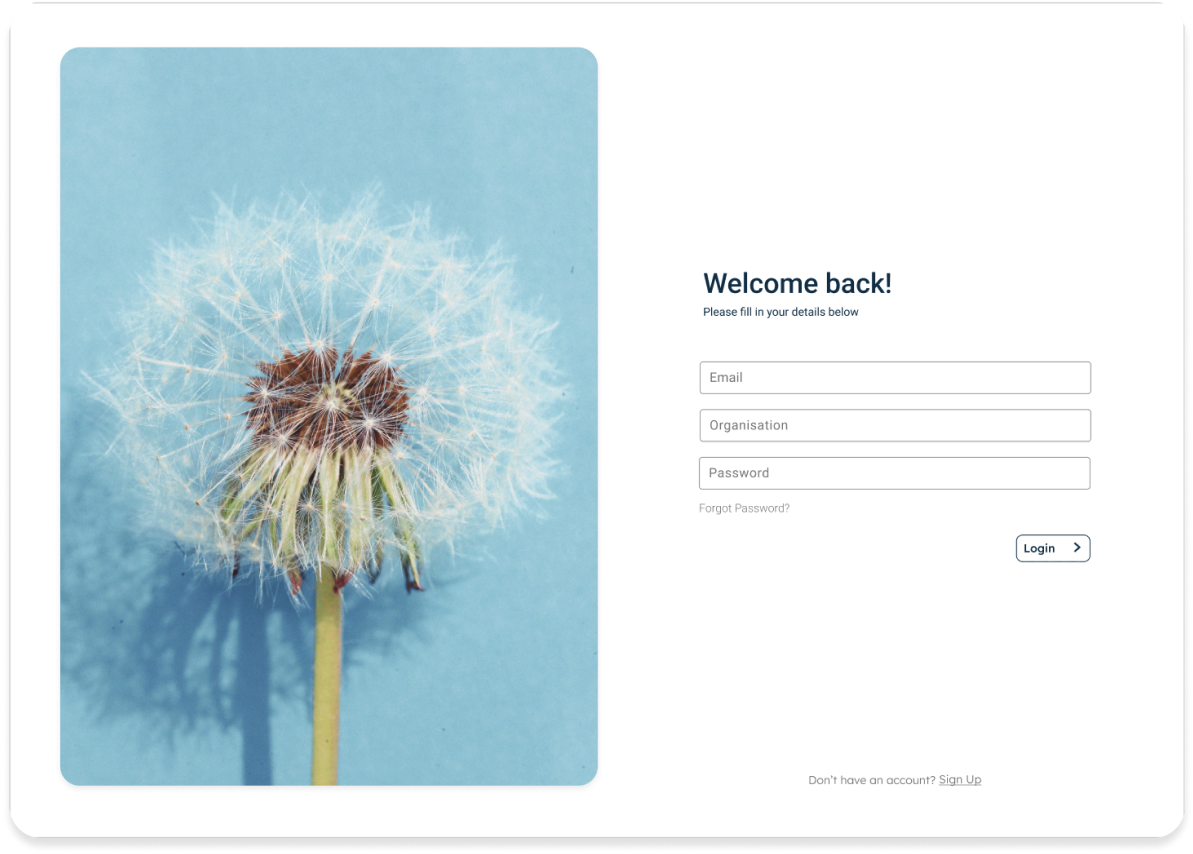 Welcome back!
Please fill in your details below
Email
Organisation
Password
Forgot Password?
Login
Don't have an account? Sign Up